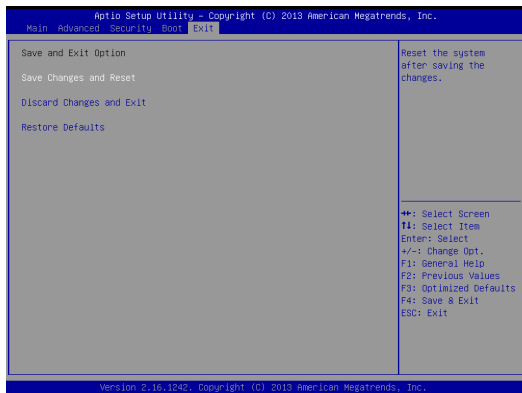 Aptio Setup Utility – Copyright (C) 2013 American Megatrends, Inc.
Main Advanced Security Boot Exit
Save and Exit Option
Save Changes and Reset
Discard Changes and Exit
Restore Defaults
Reset the system
after saving the
changes.
→←: Select Screen
↑↓: Select Item
Enter: Select
+/-: Change Opt.
F1: General Help
F2: Previous Values
F3: Optimized Defaults
F4: Save & Exit
ESC: Exit
Version 2.16.1242. Copyright (C) 2013 American Megatrends, Inc.